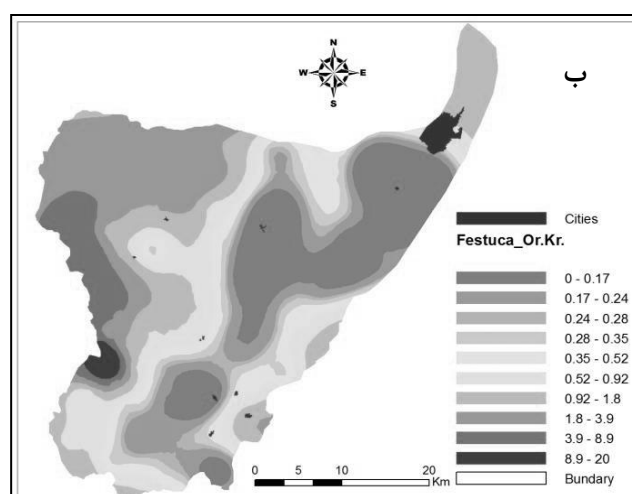 N
W E
S
ب
Cities
Festuca_Or.Kr.
0 - 0.17
0.17 - 0.24
0.24 - 0.28
0.28 - 0.35
0.35 - 0.52
0.52 - 0.92
0.92 - 1.8
1.8 - 3.9
3.9 - 8.9
8.9 - 20
Bundary
0 5 10 20
Km